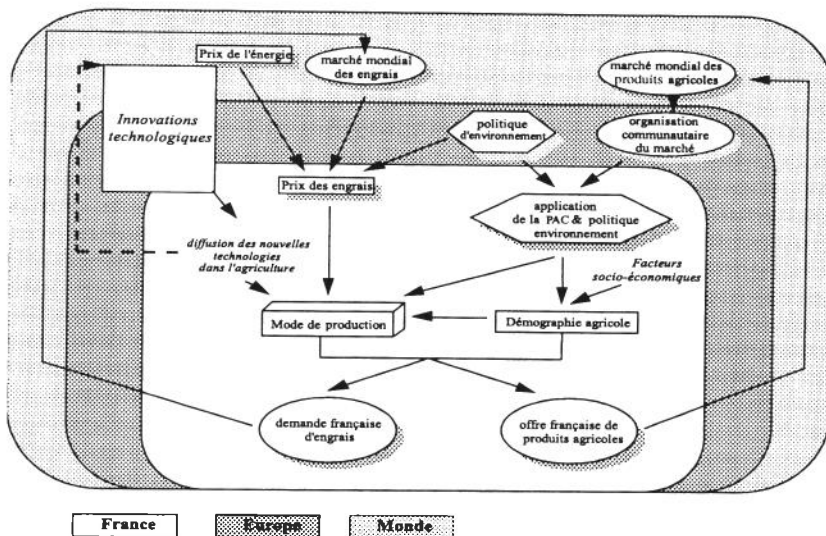 Prix de l'énergie
marché mondial
des engrais
marché mondial des
produits agricoles
Innovations
technologiques
politique
d'environnement
organisation
communautaire
du marché
Prix des engrais
application
de la PAC & politique
environnement
diffusion des nouvelles
technologies
dans l'agriculture
Facteurs
socio-économiques
Mode de production
Démographie agricole
demande française
d'engrais
offre française de
produits agricoles
France
Europe
Monde